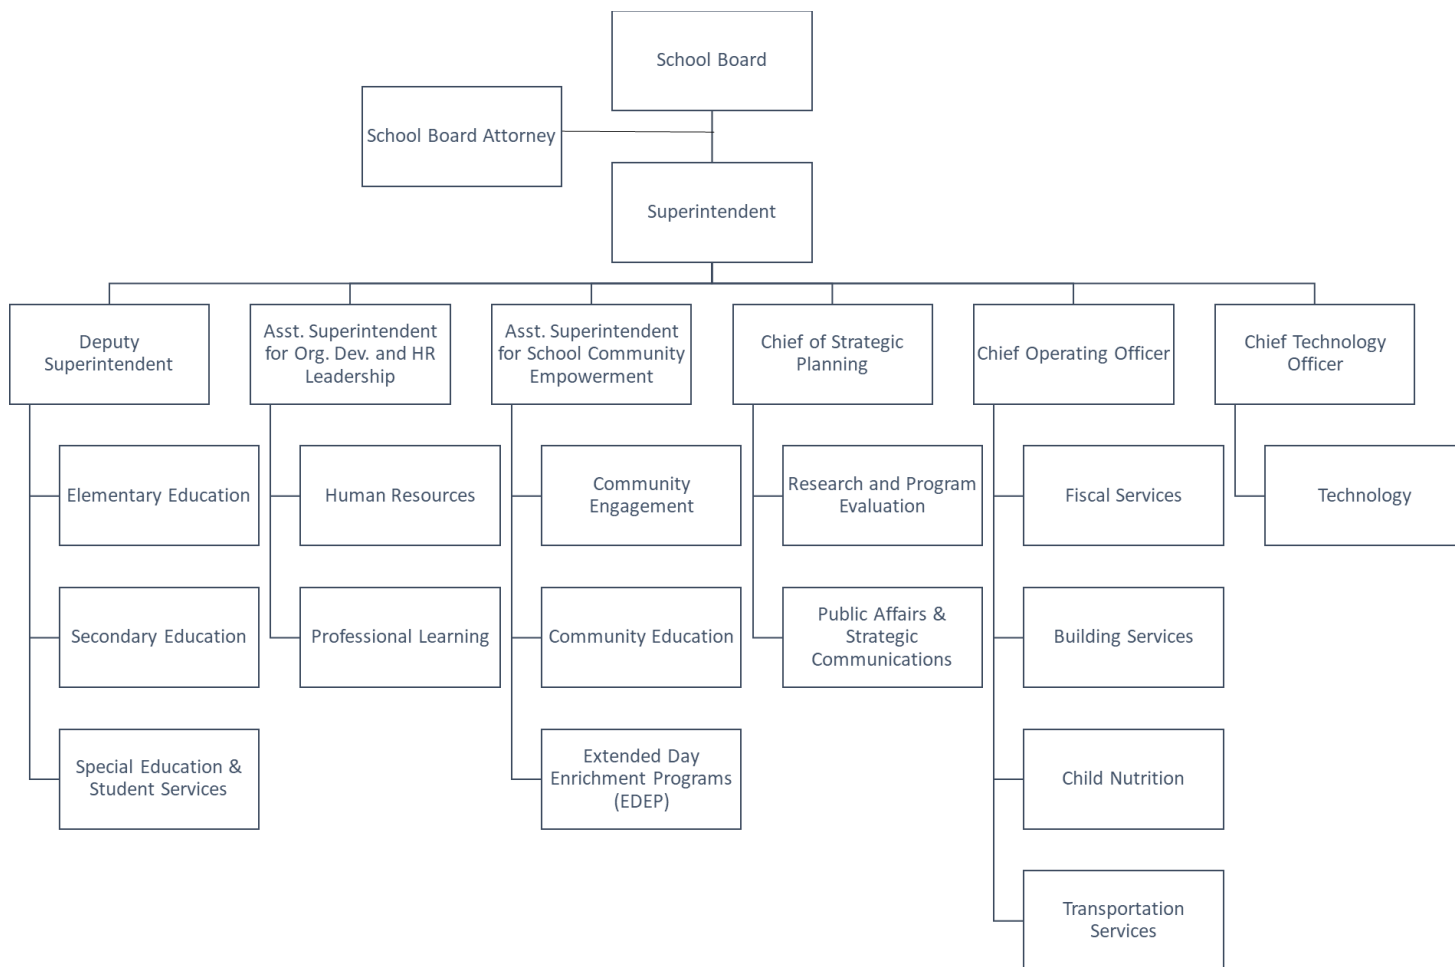 School Board
School Board Attorney
Superintendent
Deputy
Superintendent
Asst. Superintendent
for Org. Dev. and HR
Leadership
Asst. Superintendent
for School Community
Empowerment
Chief of Strategic
Planning
Chief Operating Officer
Chief Technology
Officer
Elementary Education
Human Resources
Community
Engagement
Research and Program
Evaluation
Fiscal Services
Technology
Secondary Education
Professional Learning
Community Education
Public Affairs &
Strategic
Communications
Building Services
Special Education &
Student Services
Extended Day
Enrichment Programs
(EDEP)
Child Nutrition
Transportation
Services